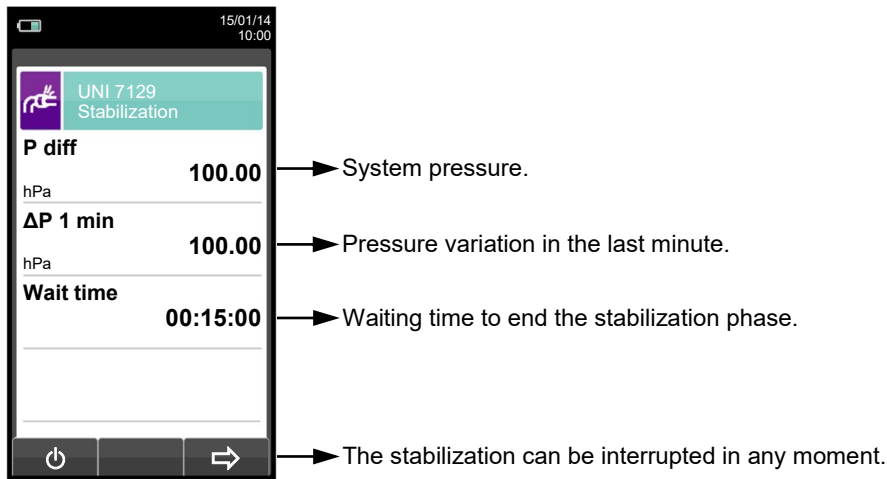 15/01/14
10:00
UNI 7129
Stabilization
P diff
100.00
hPa
System pressure.
ΔP 1 min
100.00
hPa
Pressure variation in the last minute.
Wait time
00:15:00
Waiting time to end the stabilization phase.
The stabilization can be interrupted in any moment.